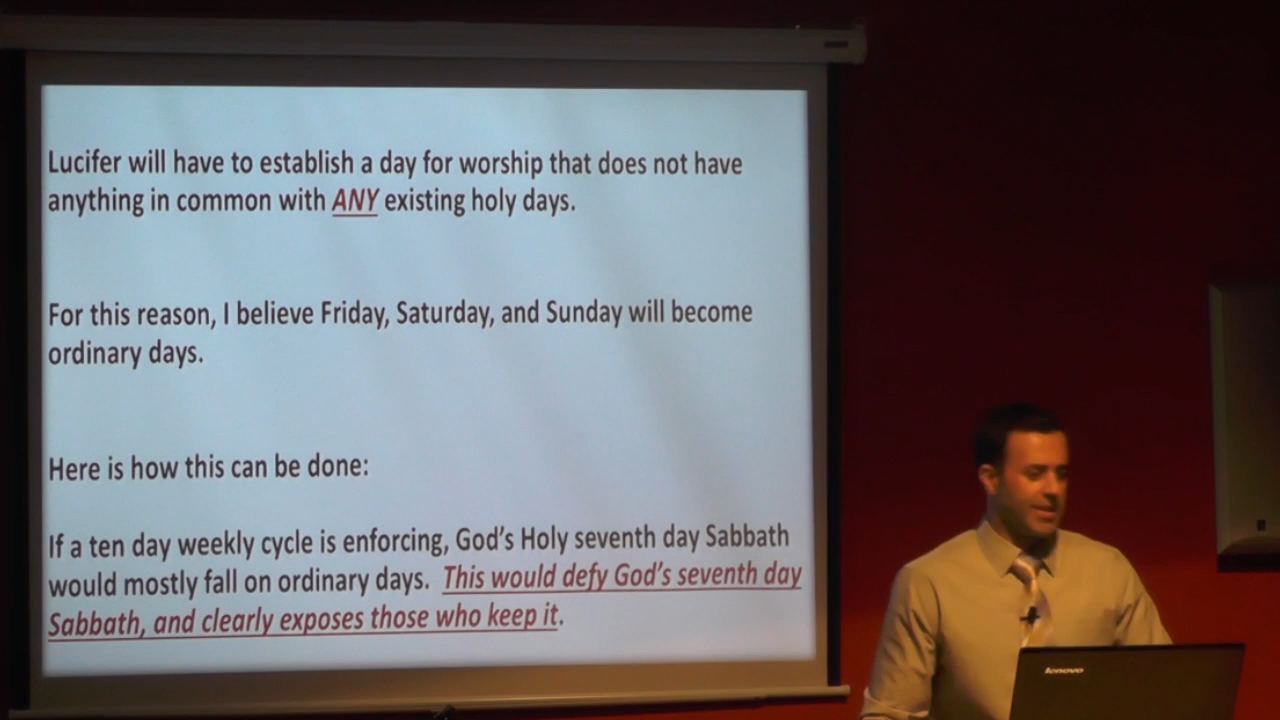 Lucifer will have to establish a day for worship that does not have
anything in common with ANY existing holy days.
For this reason, I believe Friday, Saturday, and Sunday will become
ordinary days.
Here is how this can be done:
If a ten day weekly cycle is enforcing, God's Holy seventh day Sabbath
would mostly fall on ordinary days. This would defy God's seventh day
Sabbath, and clearly exposes those who keep it.
lenovo